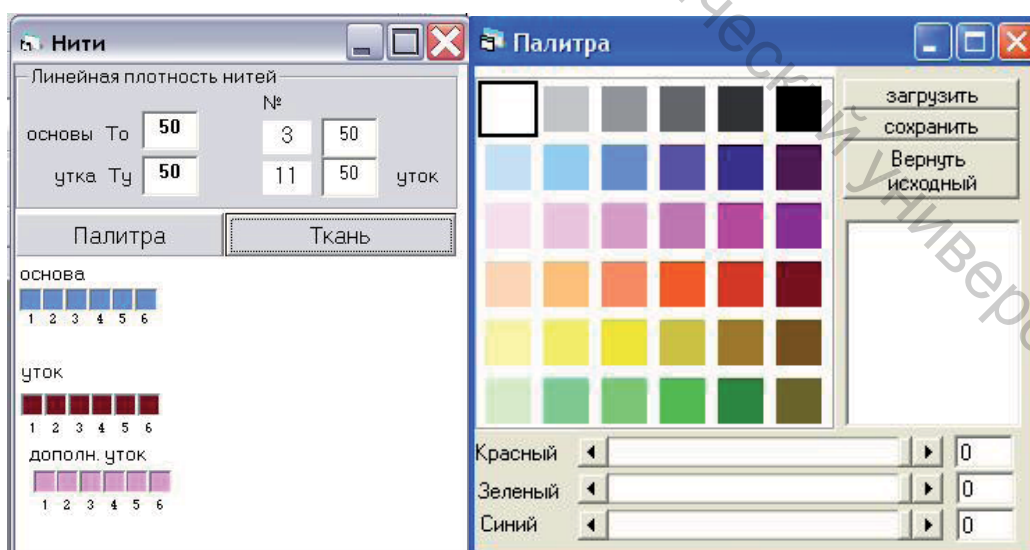 Нити
Линейная плотность нитей
№
основы То 50 3 50
утка Ту 50 11 50 уток
Палитра Ткань
основа
1 2 3 4 5 6
уток
1 2 3 4 5 6
дополн. уток
1 2 3 4 5 6
Палитра
загрузить
сохранить
Вернуть
исходный
Красный 0
Зеленый 0
Синий 0